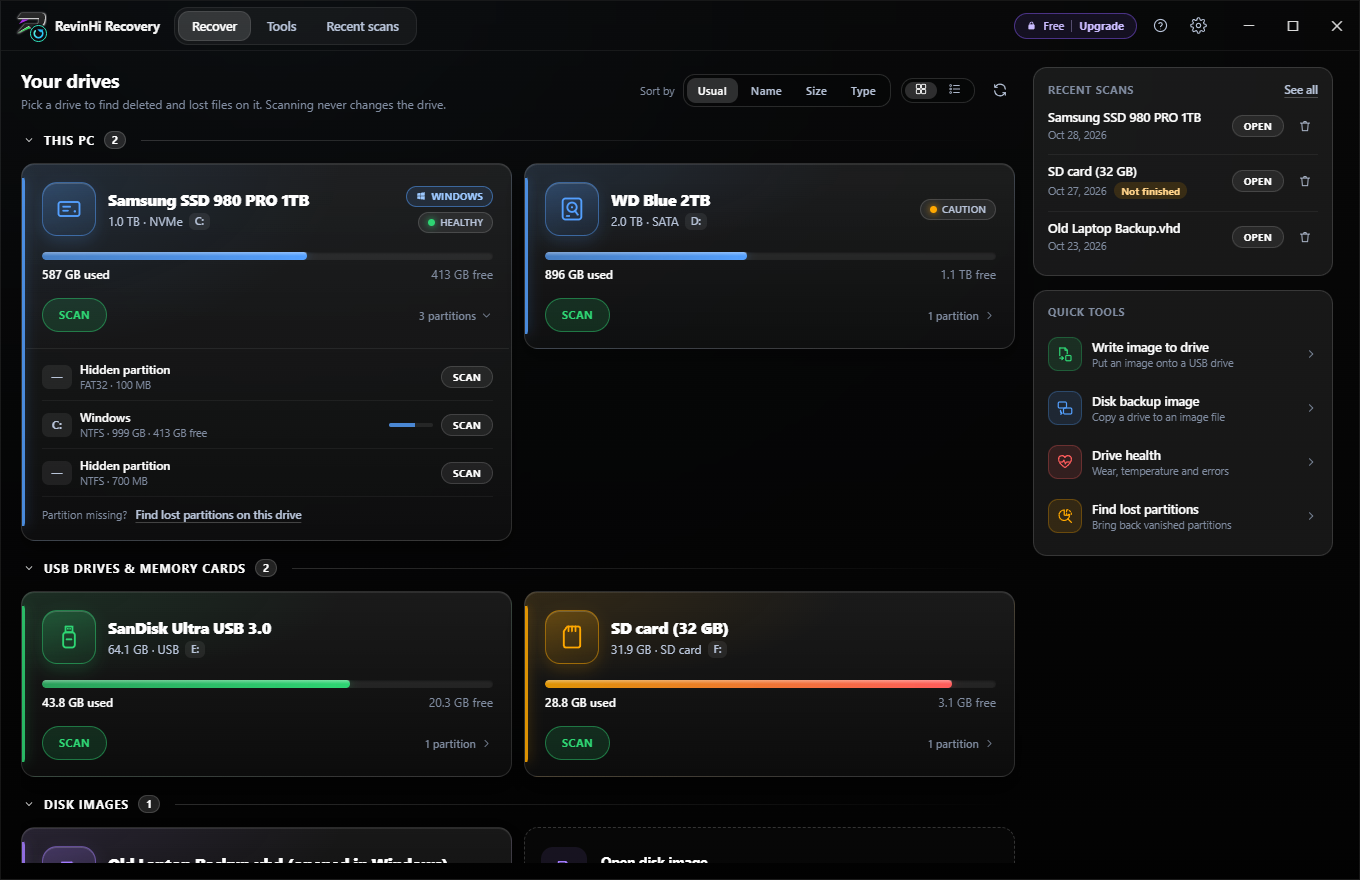 RevinHi Recovery
Recover
Tools
Recent scans
Free
Upgrade
Your drives
Pick a drive to find deleted and lost files on it. Scanning never changes the drive.
Sort by
Usual
Name
Size
Type
THIS PC 2
Samsung SSD 980 PRO 1TB
1.0 TB · NVMe C:
WINDOWS
HEALTHY
587 GB used
413 GB free
SCAN
3 partitions
Hidden partition
FAT32 · 100 MB
SCAN
C:
Windows
NTFS · 999 GB · 413 GB free
SCAN
Hidden partition
NTFS · 700 MB
SCAN
Partition missing? Find lost partitions on this drive
WD Blue 2TB
2.0 TB · SATA D:
CAUTION
896 GB used
1.1 TB free
SCAN
1 partition
USB DRIVES & MEMORY CARDS 2
SanDisk Ultra USB 3.0
64.1 GB · USB E:
43.8 GB used
20.3 GB free
SCAN
1 partition
SD card (32 GB)
31.9 GB · SD card F:
28.8 GB used
3.1 GB free
SCAN
1 partition
DISK IMAGES 1
Old Laptop Backup.vhd (opened in Windows)
Open disk image
RECENT SCANS
See all
Samsung SSD 980 PRO 1TB
Oct 28, 2026
OPEN
SD card (32 GB)
Oct 27, 2026 Not finished
OPEN
Old Laptop Backup.vhd
Oct 23, 2026
OPEN
QUICK TOOLS
Write image to drive
Put an image onto a USB drive
Disk backup image
Copy a drive to an image file
Drive health
Wear, temperature and errors
Find lost partitions
Bring back vanished partitions